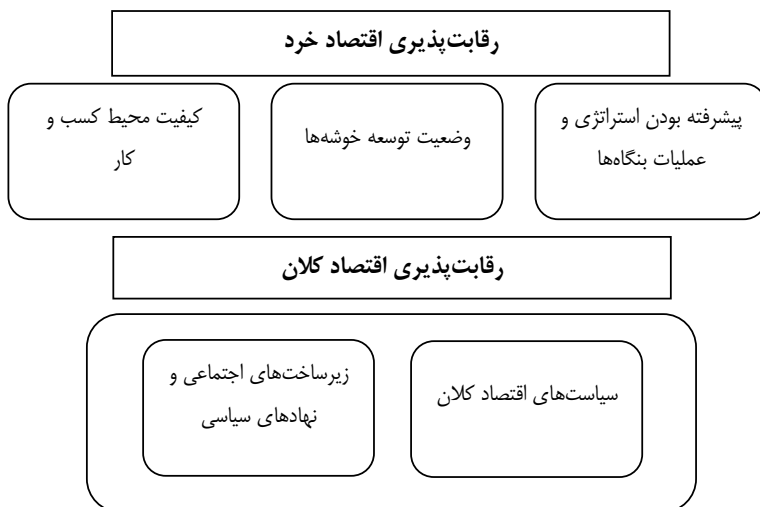 رقابت‌پذیری اقتصاد خرد
پیشرفته بودن استراتژی و
عملیات بنگاه‌ها
وضعیت توسعه خوشه‌ها
کیفیت محیط کسب و
کار
رقابت‌پذیری اقتصاد کلان
سیاست‌های اقتصاد کلان
زیرساخت‌های اجتماعی و
نهادهای سیاسی